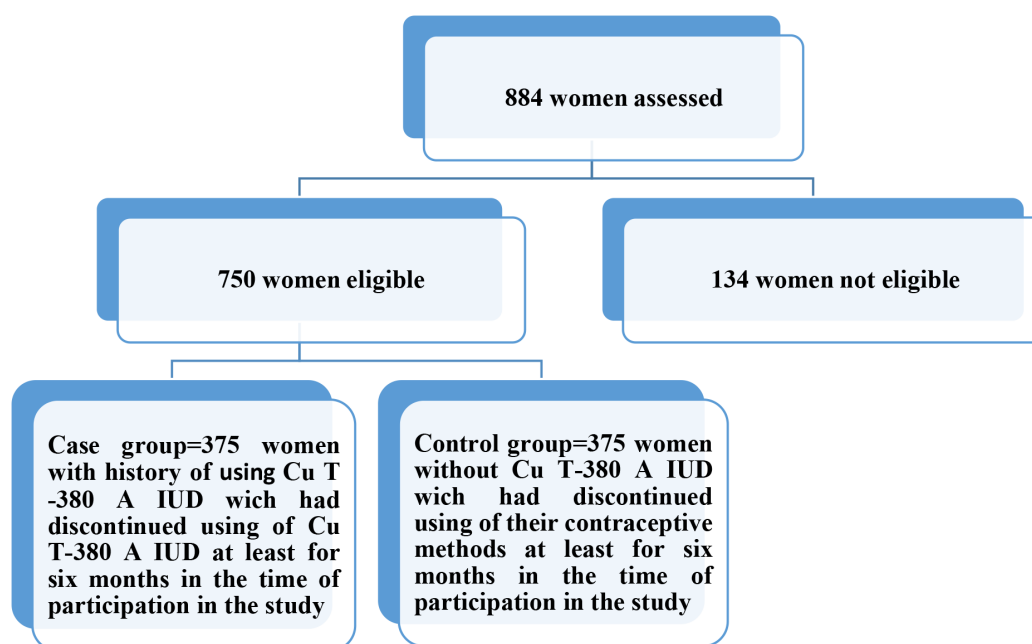 884 women assessed
750 women eligible
134 women not eligible
Case group=375 women
with history of using Cu T
-380 A IUD wich had
discontinued using of Cu
T-380 A IUD at least for
six months in the time of
participation in the study
Control group=375 women
without Cu T-380 A IUD
wich had discontinued
using of their contraceptive
methods at least for six
months in the time of
participation in the study